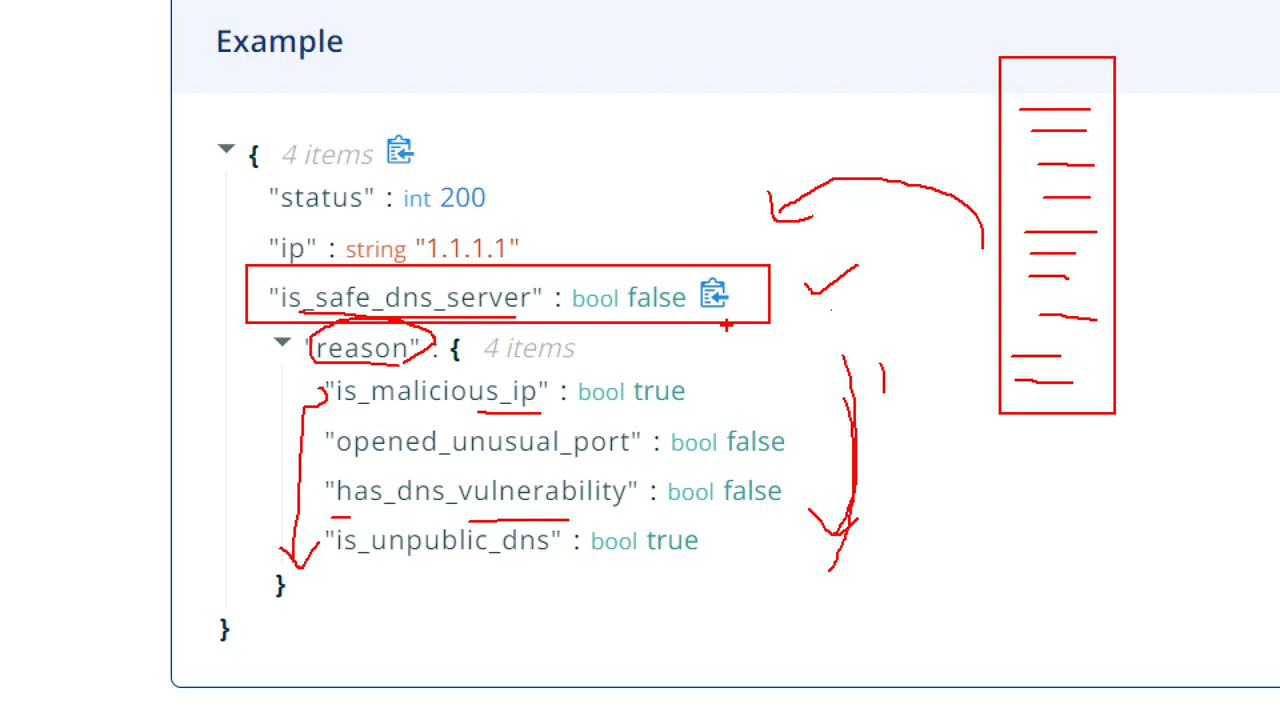 Example
{ 4 items
"status" : int 200
"ip" : string "1.1.1.1"
"is_safe_dns_server" : bool false
"reason" : { 4 items
"is_malicious_ip" : bool true
"opened_unusual_port" : bool false
"has_dns_vulnerability" : bool false
"is_unpublic_dns" : bool true
}
}